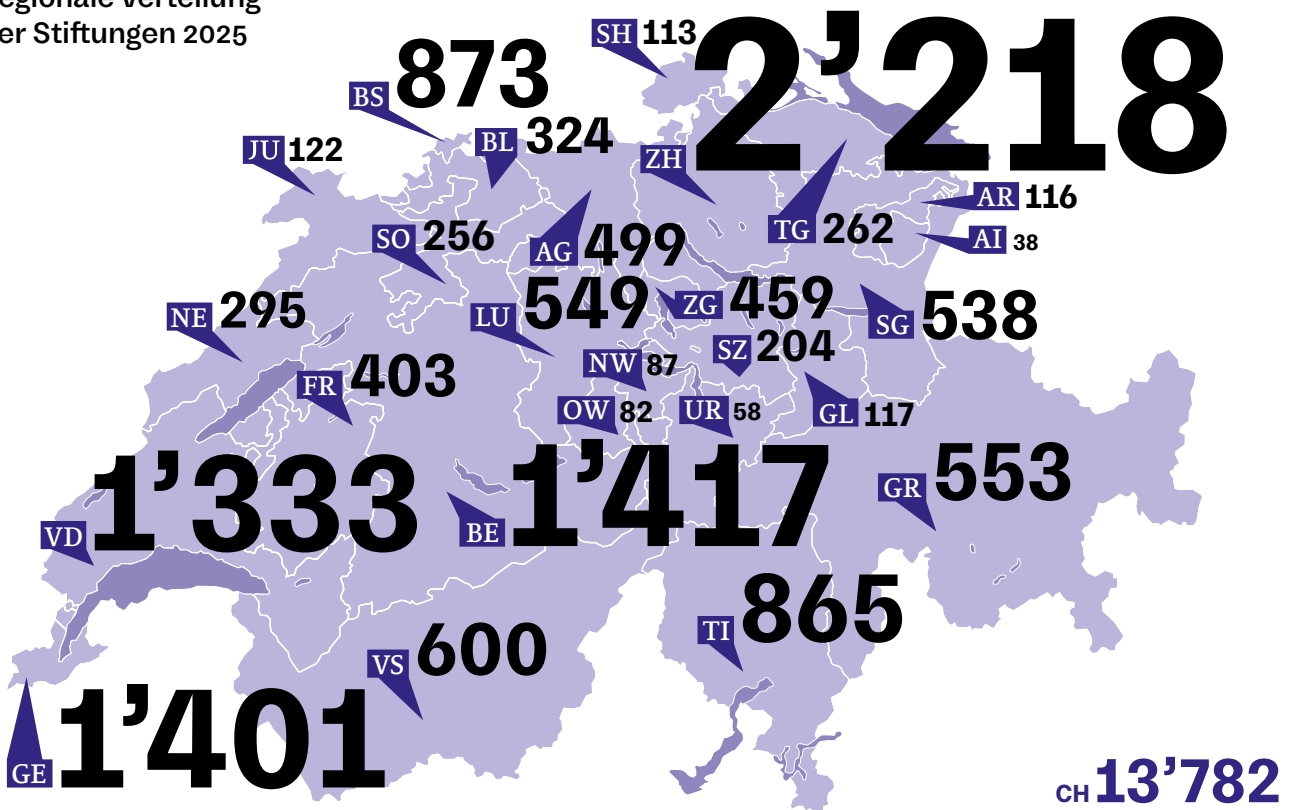 er Stiftungen 2025
SH 113
2’218
BS 873
BL 324
JU 122
ZH
AR 116
TG 262
AI 38
SO 256
AG 499
NE 295
LU 549
ZG 459
SG 538
SZ 204
NW 87
FR 403
OW 82
UR 58
GL 117
VD 1’333
BE 1’417
GR 553
TI 865
VS 600
GE 1’401
CH 13’782